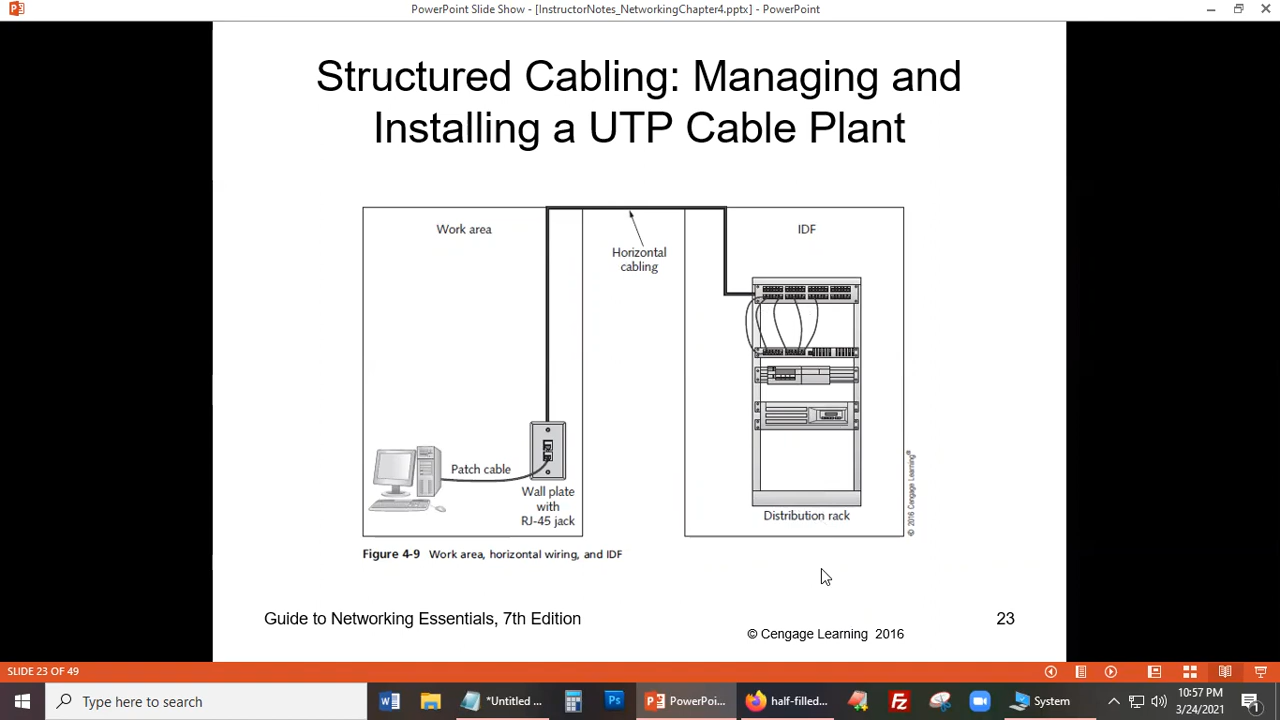 PowerPoint Slide Show - [InstructorNotes_NetworkingChapter4.pptx] - PowerPoint
Structured Cabling: Managing and
Installing a UTP Cable Plant
Work area
IDF
Horizontal
cabling
Patch cable
Wall plate
with
RJ-45 jack
Distribution rack
© 2016 Cengage Learning®
Figure 4-9 Work area, horizontal wiring, and IDF
Guide to Networking Essentials, 7th Edition
23
© Cengage Learning 2016
SLIDE 23 OF 49
Type here to search
*Untitled ...
PowerPoi...
half-filled...
System
10:57 PM
3/24/2021